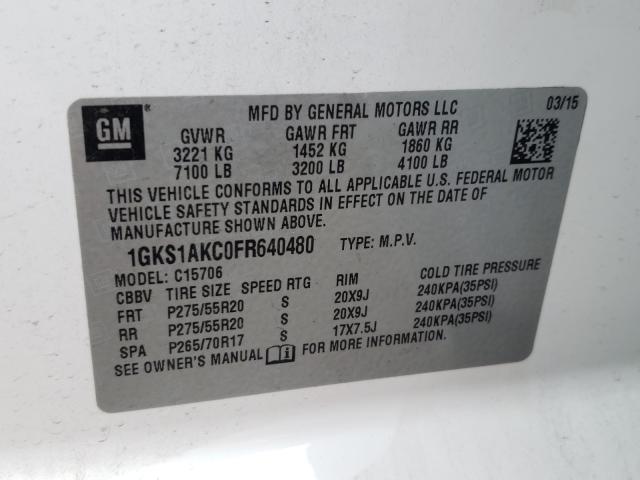 GM ®
MFD BY GENERAL MOTORS LLC 03/15
GVWR GAWR FRT GAWR RR
3221 KG 1452 KG 1860 KG
7100 LB 3200 LB 4100 LB
THIS VEHICLE CONFORMS TO ALL APPLICABLE U.S. FEDERAL MOTOR
VEHICLE SAFETY STANDARDS IN EFFECT ON THE DATE OF
MANUFACTURE SHOWN ABOVE.
1GKS1AKC0FR640480 TYPE: M.P.V.
MODEL: C15706
CBBV TIRE SIZE SPEED RTG RIM COLD TIRE PRESSURE
FRT P275/55R20 S 20X9J 240KPA(35PSI)
RR P275/55R20 S 20X9J 240KPA(35PSI)
SPA P265/70R17 S 17X7.5J 240KPA(35PSI)
SEE OWNER'S MANUAL i FOR MORE INFORMATION.